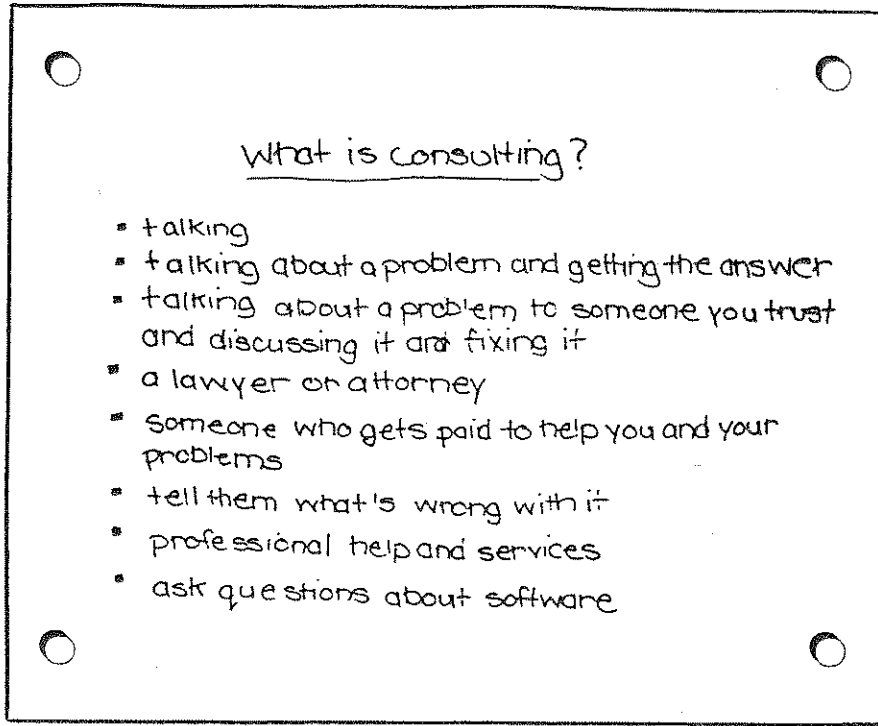 What is consulting?
▪ talking
▪ talking about a problem and getting the answer
▪ talking about a problem to someone you trust
and discussing it and fixing it
▪ a lawyer or attorney
▪ someone who gets paid to help you and your
problems
▪ tell them what's wrong with it
▪ professional help and services
▪ ask questions about software